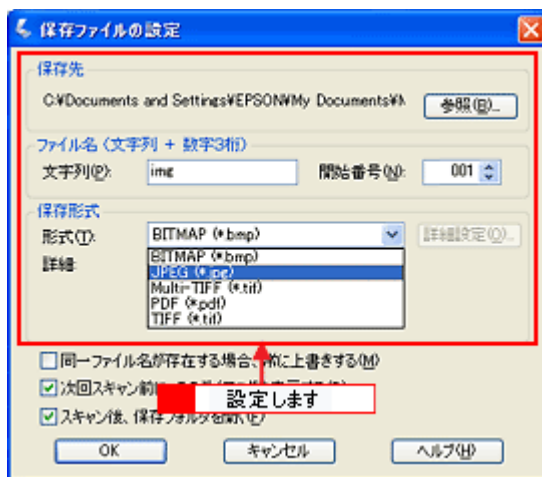 保存ファイルの設定
保存先
C:¥Documents and Settings¥EPSON¥My Documents¥
参照(B)...
ファイル名 (文字列 + 数字3桁)
文字列(P):
img
開始番号(N):
001
保存形式
形式(T):
BITMAP (*.bmp)
詳細設定(O)...
詳細:
BITMAP (*.bmp)
JPEG (*.jpg)
Multi-TIFF (*.tif)
PDF (*.pdf)
TIFF (*.tif)
同一ファイル名が存在する場合、常に上書きする(M)
次回スキャン前に
設定します
スキャン後、保存フォルダを開く(F)
OK
キャンセル
ヘルプ(H)